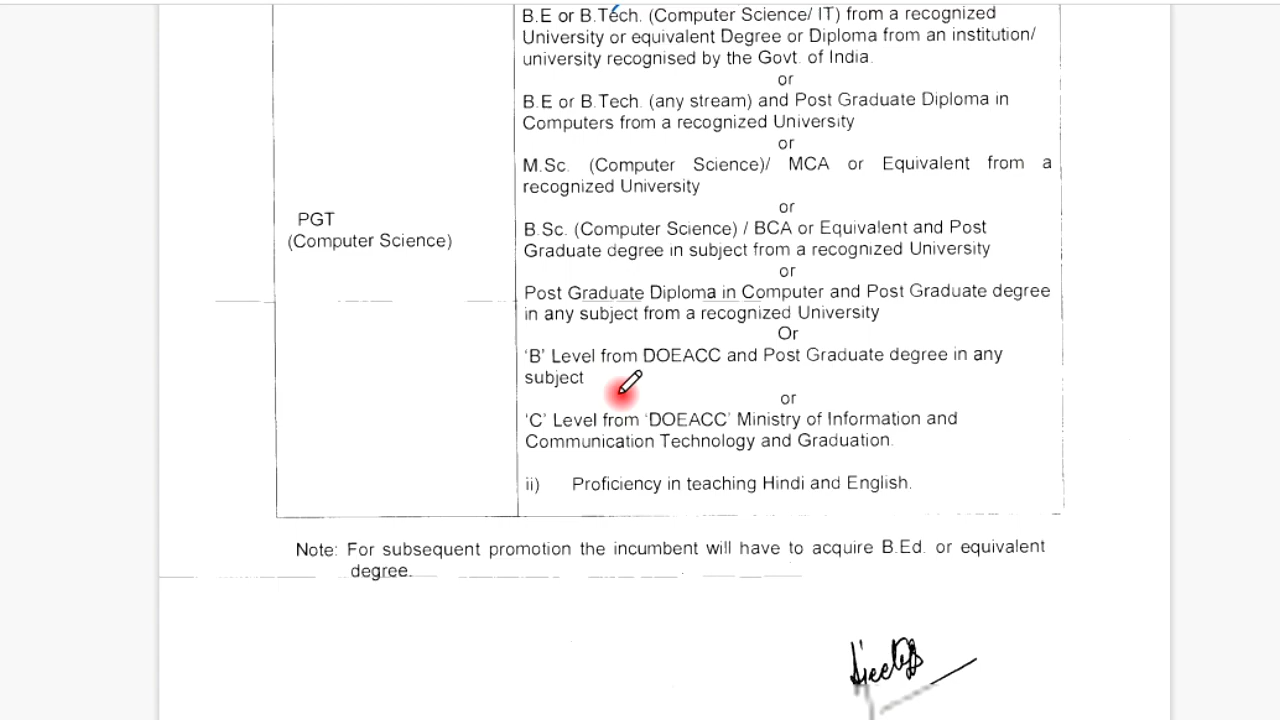 B.E or B.Tech. (Computer Science/ IT) from a recognized
University or equivalent Degree or Diploma from an institution/
university recognised by the Govt. of India.
or
B.E or B.Tech. (any stream) and Post Graduate Diploma in
Computers from a recognized University
or
M.Sc. (Computer Science)/ MCA or Equivalent from a
recognized University
or
PGT
(Computer Science)
B.Sc. (Computer Science) / BCA or Equivalent and Post
Graduate degree in subject from a recognized University
or
Post Graduate Diploma in Computer and Post Graduate degree
in any subject from a recognized University
Or
'B' Level from DOEACC and Post Graduate degree in any
subject
or
'C' Level from 'DOEACC' Ministry of Information and
Communication Technology and Graduation.
ii) Proficiency in teaching Hindi and English.
Note: For subsequent promotion the incumbent will have to acquire B.Ed. or equivalent
degree.